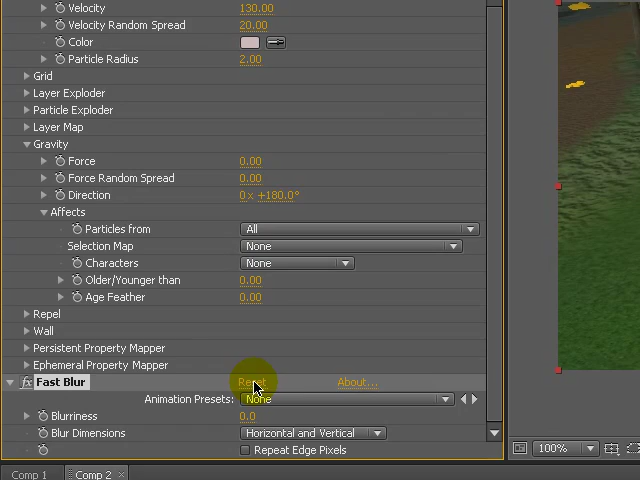 Velocity 130.00
Velocity Random Spread 20.00
Color
Particle Radius 2.00
Grid
Layer Exploder
Particle Exploder
Layer Map
Gravity
Force 0.00
Force Random Spread 0.00
Direction 0x +180.0°
Affects
Particles from All
Selection Map None
Characters None
Older/Younger than 0.00
Age Feather 0.00
Repel
Wall
Persistent Property Mapper
Ephemeral Property Mapper
fx Fast Blur Reset About...
Animation Presets: None
Blurriness 0.0
Blur Dimensions Horizontal and Vertical
Repeat Edge Pixels
100%
Comp 1 Comp 2 ×